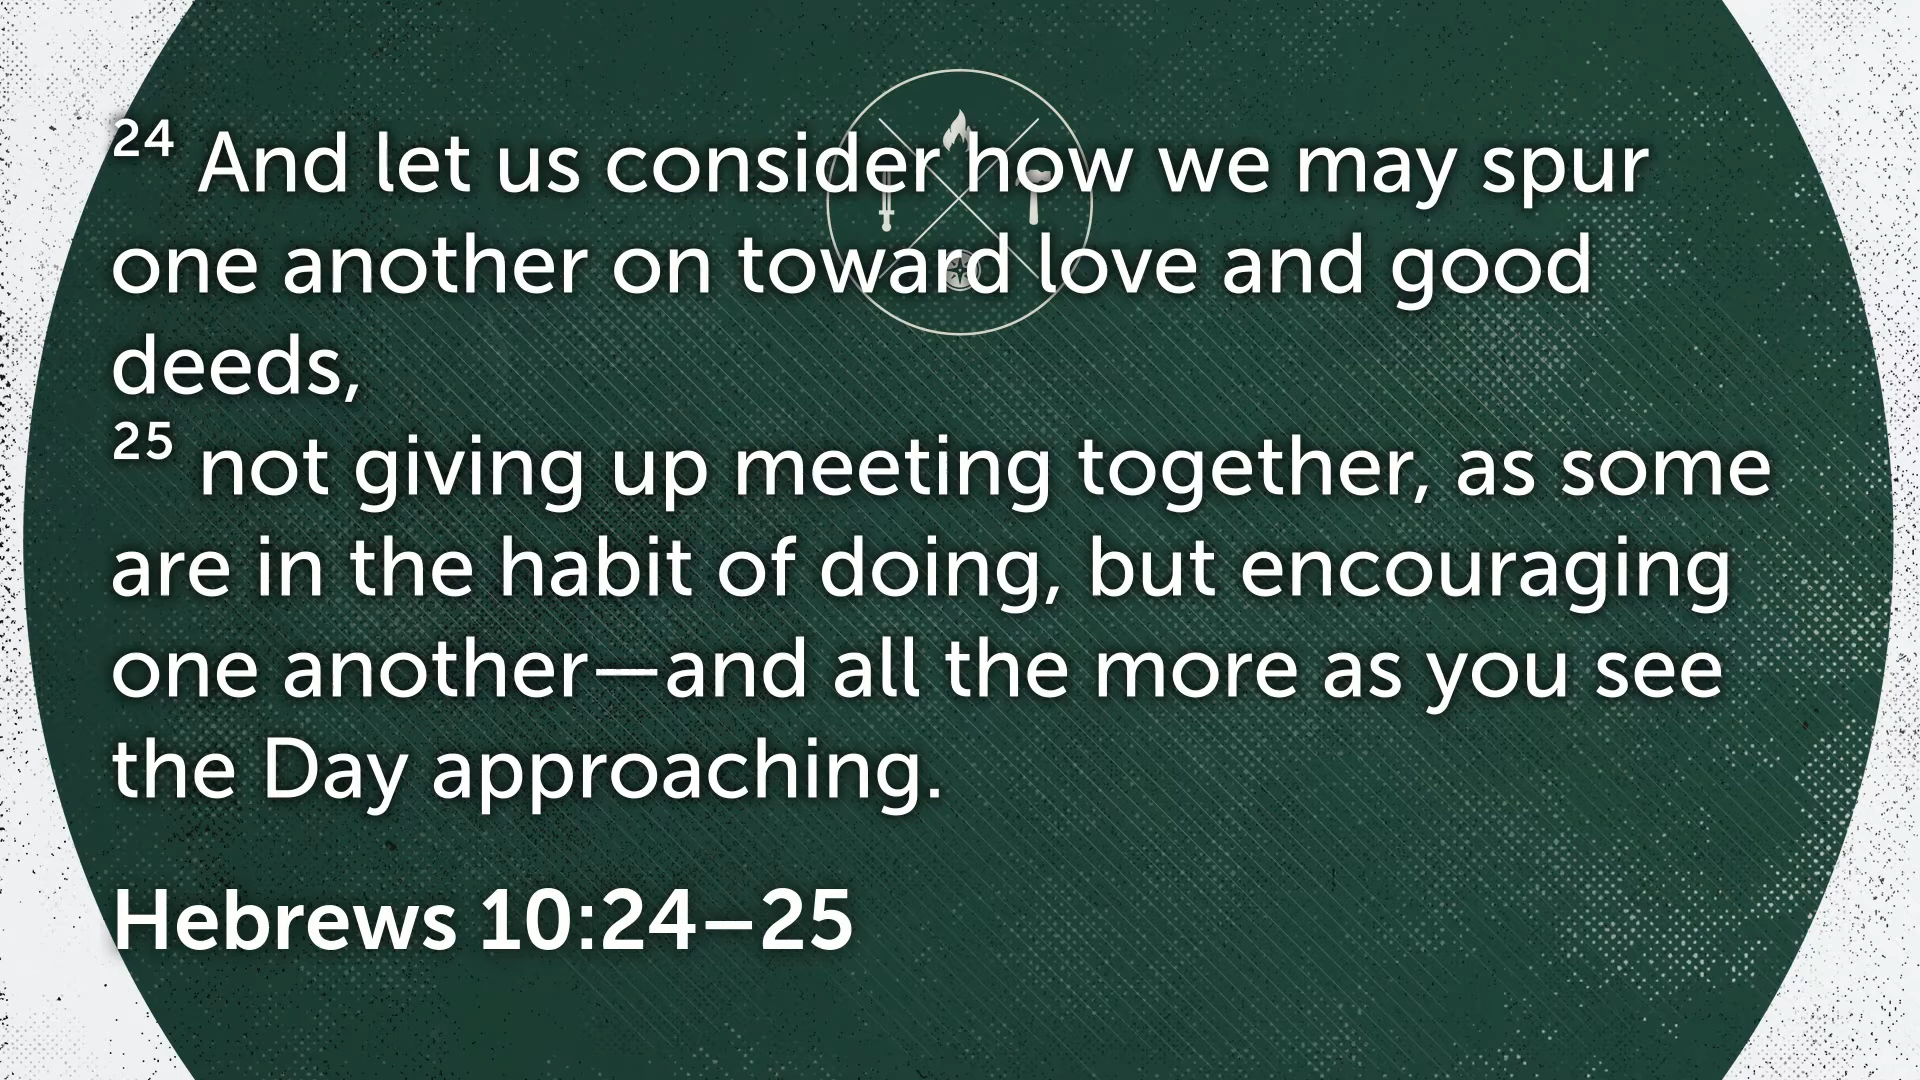 24 And let us consider how we may spur
one another on toward love and good
deeds,
25 not giving up meeting together, as some
are in the habit of doing, but encouraging
one another—and all the more as you see
the Day approaching.
Hebrews 10:24–25